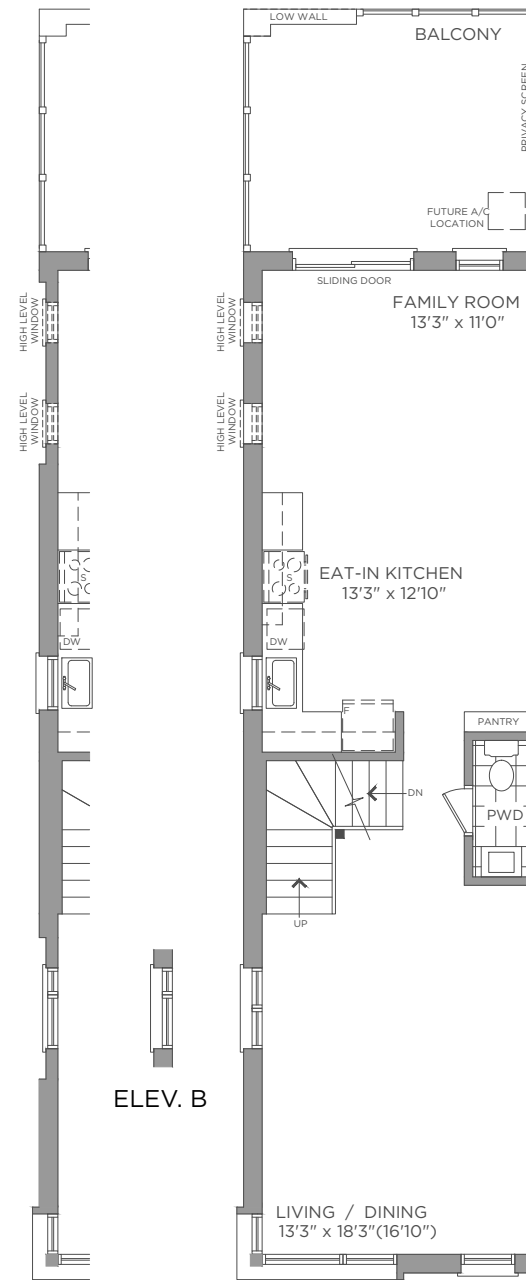 LOW WALL
BALCONY
PRIVACY SCREEN
FUTURE A/C
LOCATION
SLIDING DOOR
HIGH LEVEL
WINDOW
HIGH LEVEL
WINDOW
FAMILY ROOM
13'3" x 11'0"
HIGH LEVEL
WINDOW
HIGH LEVEL
WINDOW
S
S
EAT-IN KITCHEN
13'3" x 12'10"
DW
DW
F
PANTRY
DN
PWD
UP
ELEV. B
LIVING / DINING
13'3" x 18'3"(16'10")